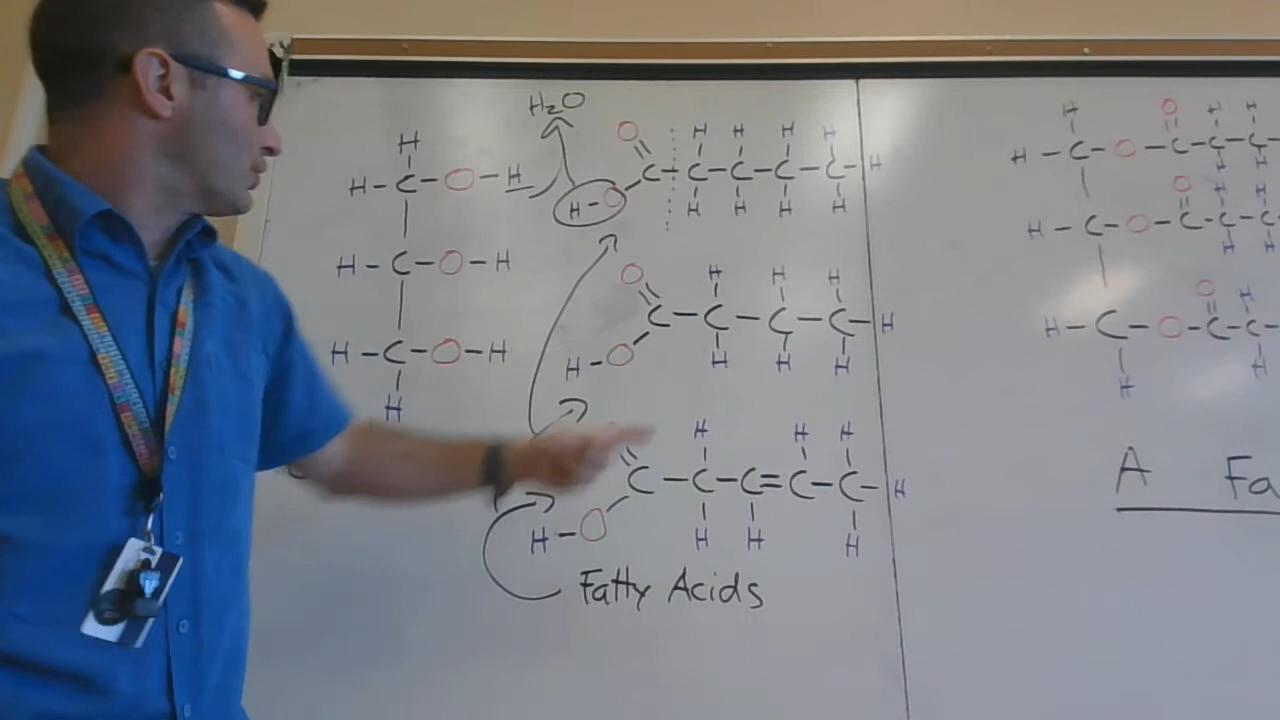 H
H-C-O-H
H-C-O-H
H-C-O-H
H
H₂O
O H H H H
C-C-C-C-C-H
H-O H H H H
O H H H
C-C-C-C-H
H-O H H H
H H H
C-C-C=C-C-H
H-O H H H
Fatty Acids
H O H H
H-C-O-C-C-C-
H H
O H H
H-C-O-C-C-C
H H
O H
H-C-O-C-C-
H H
A Fa